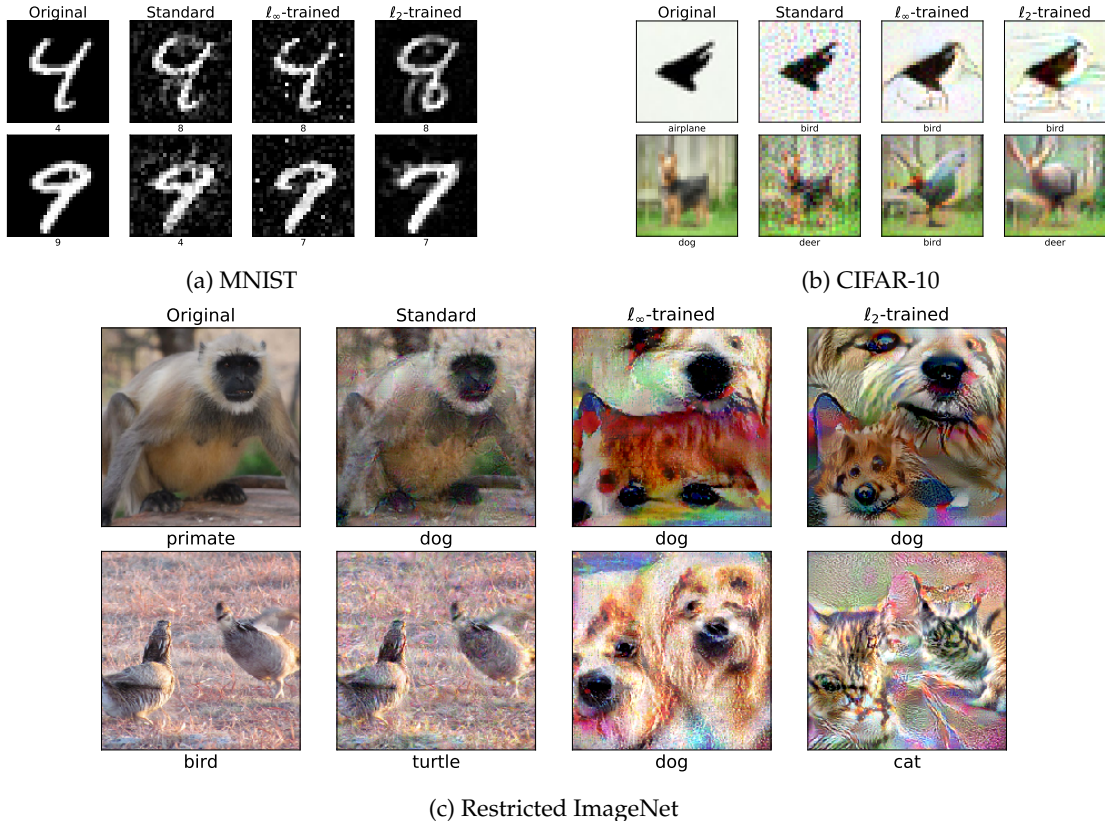 Original Standard ℓ∞-trained ℓ2-trained
4 8 8 8
9 4 7 7
(a) MNIST
Original Standard ℓ∞-trained ℓ2-trained
airplane bird bird bird
dog deer bird deer
(b) CIFAR-10
Original Standard ℓ∞-trained ℓ2-trained
primate dog dog dog
bird turtle dog cat
(c) Restricted ImageNet